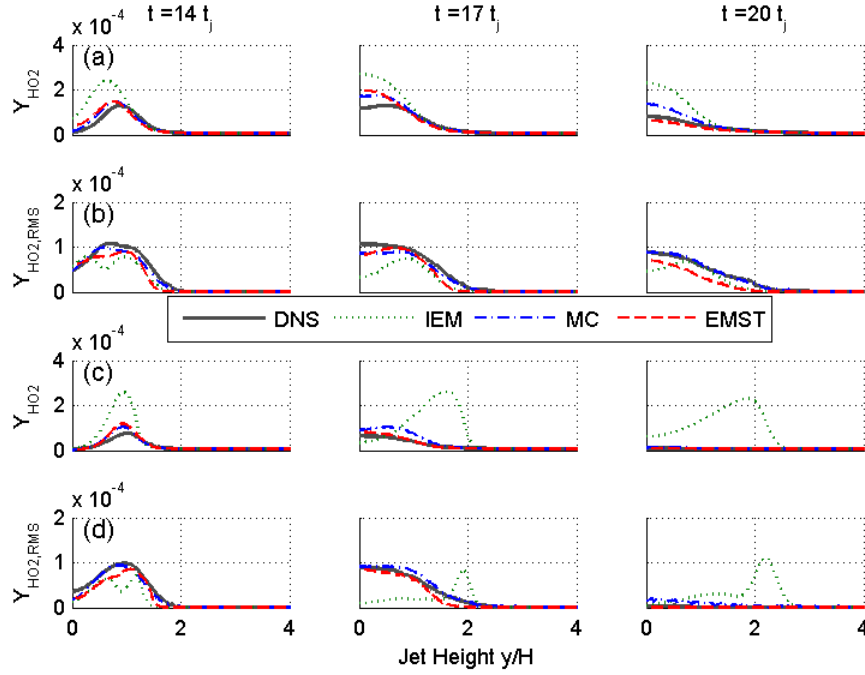 t =14 t_j t =17 t_j t =20 t_j
x 10^-4
4
(a)
Y_HO2
2
0
x 10^-4
2
(b)
Y_HO2,RMS
1
0
DNS IEM MC EMST
x 10^-4
4
(c)
Y_HO2
2
0
x 10^-4
2
(d)
Y_HO2,RMS
1
0
0 2 4 0 2 4 0 2 4
Jet Height y/H